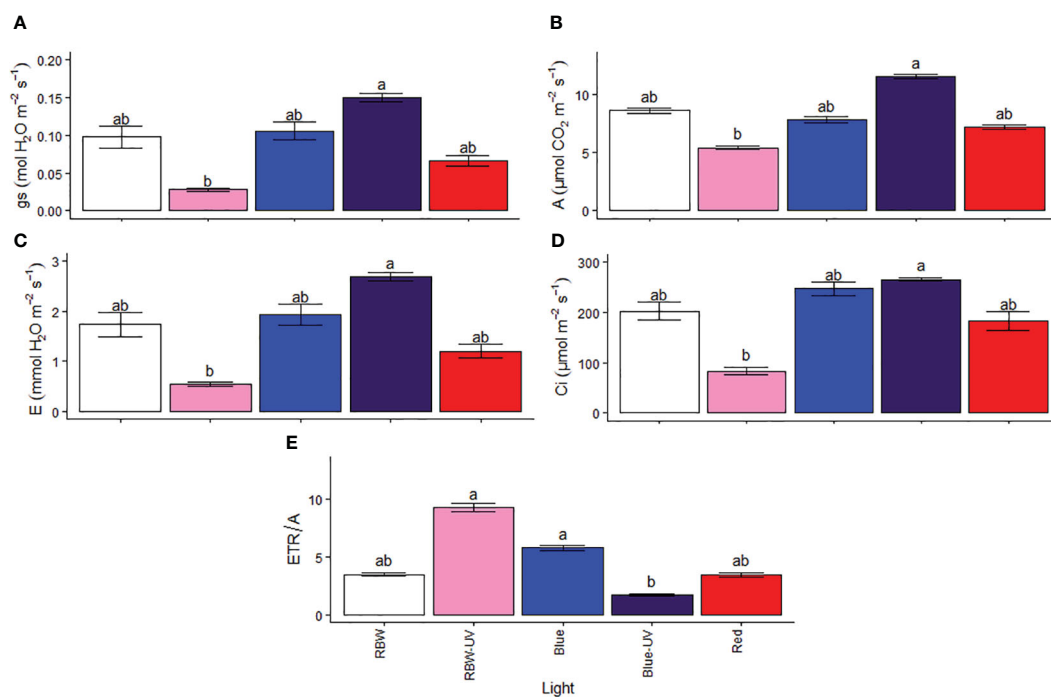 A
gs (mol H₂O m⁻² s⁻¹)
0.20
0.15
0.10
0.05
0.00
ab
b
ab
a
ab
B
A (µmol CO₂ m⁻² s⁻¹)
10
5
0
ab
b
ab
a
ab
C
E (mmol H₂O m⁻² s⁻¹)
3
2
1
0
ab
b
ab
a
ab
D
Ci (µmol m⁻² s⁻¹)
300
200
100
0
ab
b
ab
a
ab
E
ETR/A
10
5
0
ab
a
a
b
ab
RBW
RBW-UV
Blue
Blue-UV
Red
Light